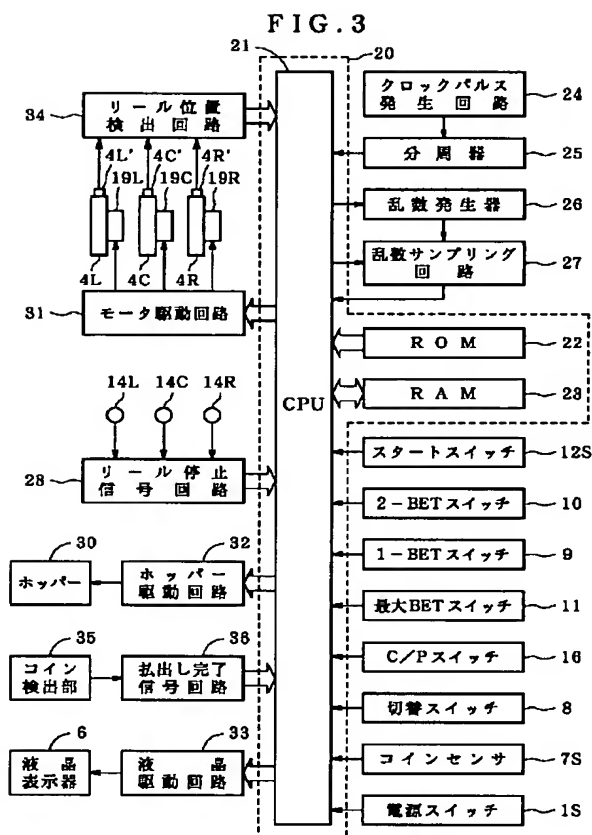 FIG.3
21
20
34
リール位置
検出回路
4L' 4C' 4R'
19L 19C 19R
4L 4C 4R
31
モータ駆動回路
14L 14C 14R
28
リール停止
信号回路
30
32
ホッパー
ホッパー
駆動回路
35
36
コイン
検出部
払出し完了
信号回路
6
33
液晶
表示器
液晶
駆動回路
CPU
クロックパルス
発生回路
24
分周器
25
乱数発生器
26
乱数サンプリング
回路
27
ROM
22
RAM
23
スタートスイッチ
12S
2-BETスイッチ
10
1-BETスイッチ
9
最大BETスイッチ
11
C/Pスイッチ
16
切替スイッチ
8
コインセンサ
7S
電源スイッチ
1S